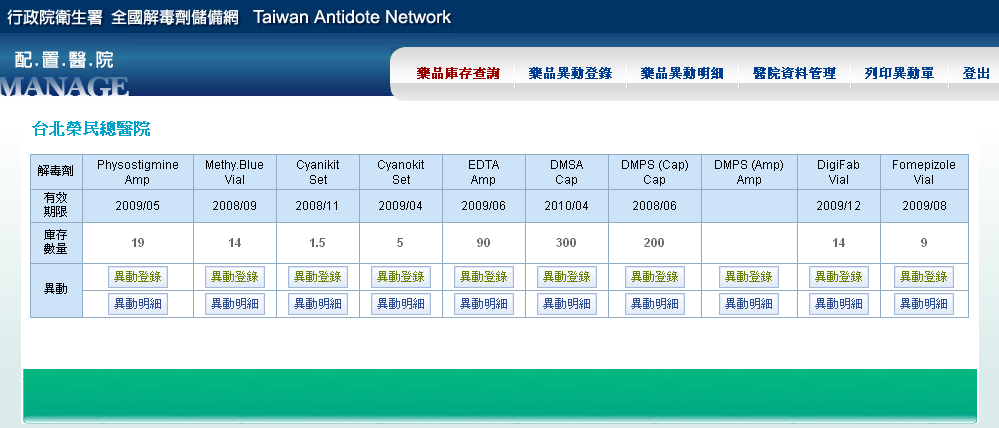 行政院衛生署 全國解毒劑儲備網 Taiwan Antidote Network
配.置.醫.院
MANAGE
藥品庫存查詢 藥品異動登錄 藥品異動明細 醫院資料管理 列印異動單 登出
台北榮民總醫院
解毒劑 Physostigmine Amp Methy.Blue Vial Cyanikit Set Cyanokit Set EDTA Amp DMSA Cap DMPS (Cap) Cap DMPS (Amp) Amp DigiFab Vial Fomepizole Vial
有效期限 2009/05 2008/09 2008/11 2009/04 2009/06 2010/04 2008/06 2009/12 2009/08
庫存數量 19 14 1.5 5 90 300 200 14 9
異動 異動登錄 異動登錄 異動登錄 異動登錄 異動登錄 異動登錄 異動登錄 異動登錄 異動登錄 異動登錄
異動明細 異動明細 異動明細 異動明細 異動明細 異動明細 異動明細 異動明細 異動明細 異動明細